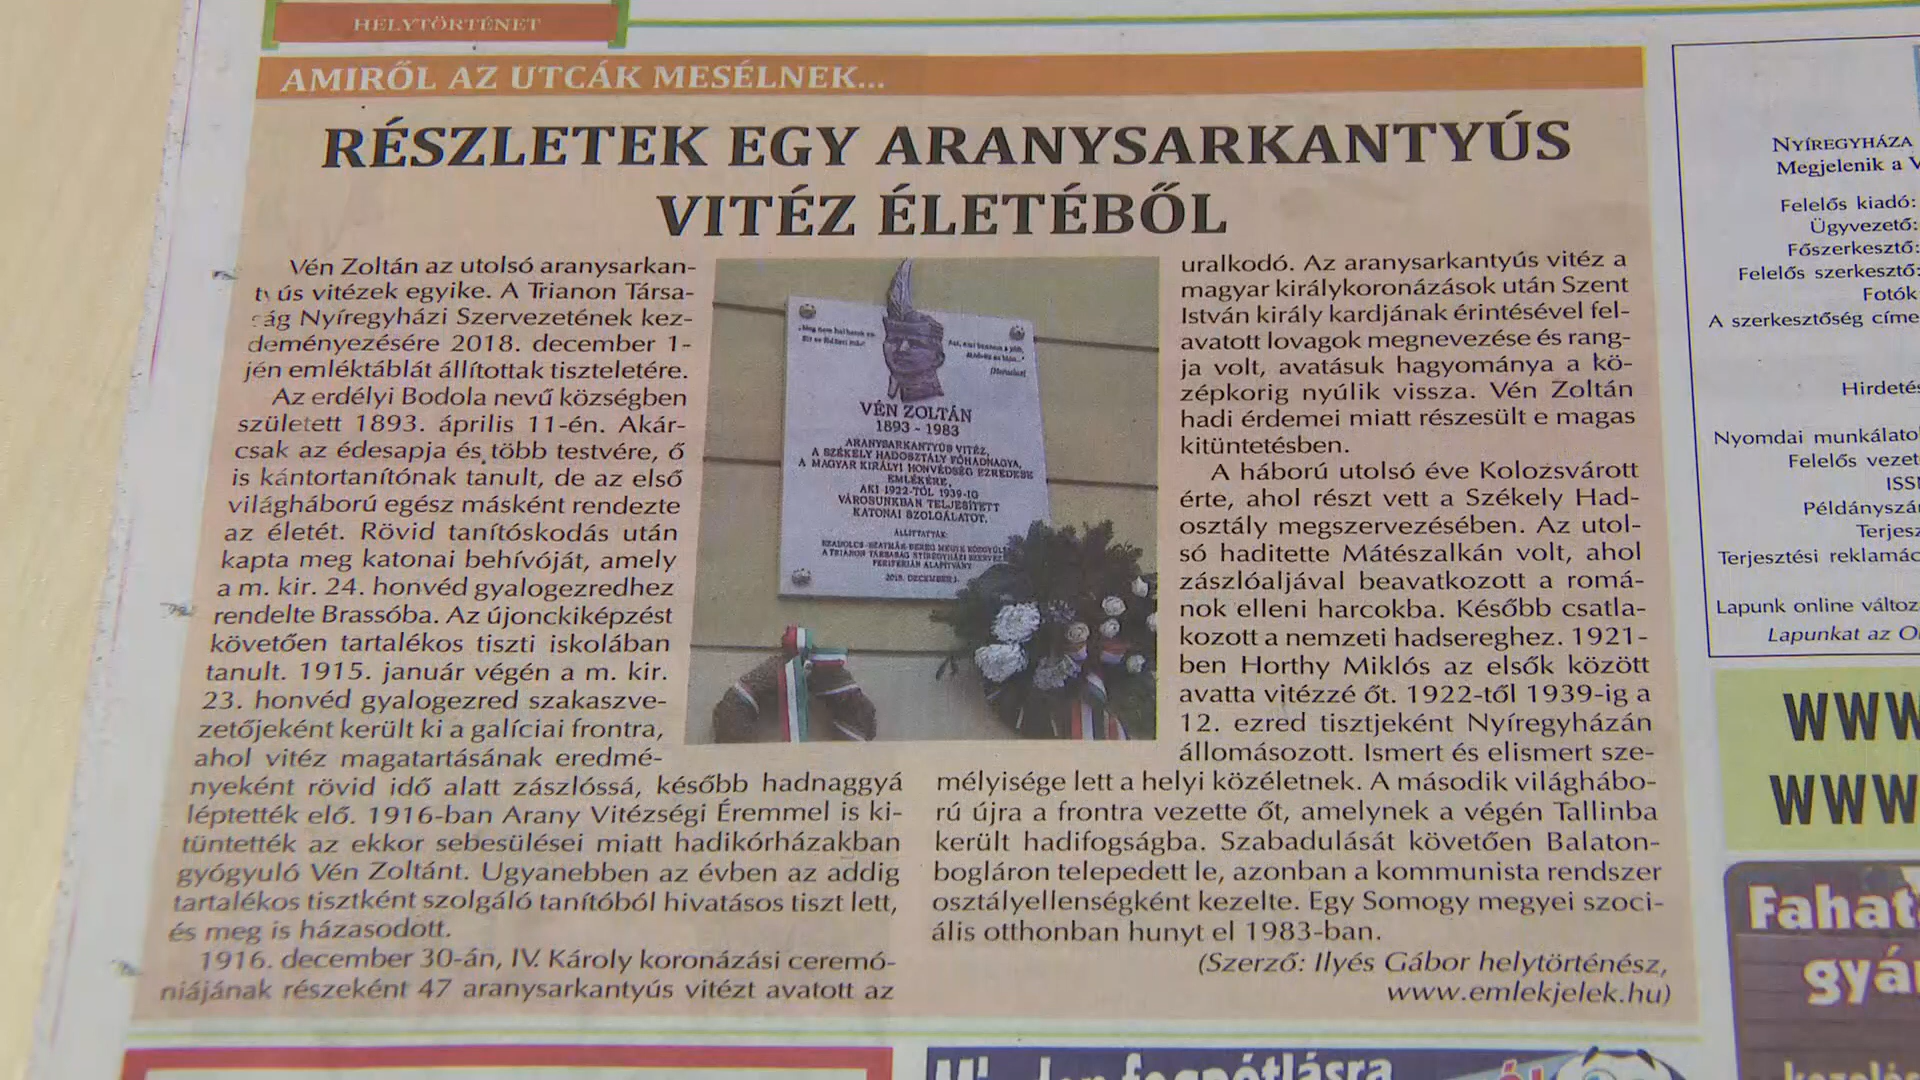 HELYTÖRTÉNET
AMIRŐL AZ UTCÁK MESÉLNEK...
RÉSZLETEK EGY ARANYSARKANTYÚS
VITÉZ ÉLETÉBŐL
Vén Zoltán az utolsó aranysarkan-
tyús vitézek egyike. A Trianon Társa-
ság Nyíregyházi Szervezetének kez-
deményezésére 2018. december 1-
jén emléktáblát állítottak tiszteletére.
Az erdélyi Bodola nevű községben
született 1893. április 11-én. Akár-
csak az édesapja és több testvére, ő
is kántortanítónak tanult, de az első
világháború egész másként rendezte
az életét. Rövid tanítóskodás után
kapta meg katonai behívóját, amely
a m. kir. 24. honvéd gyalogezredhez
rendelte Brassóba. Az újonckiképzést
követően tartalékos tiszti iskolában
tanult. 1915. január végén a m. kir.
23. honvéd gyalogezred szakaszve-
zetőjeként került ki a galíciai frontra,
ahol vitéz magatartásának eredmé-
nyeként rövid idő alatt zászlóssá, később hadnaggyá
léptették elő. 1916-ban Arany Vitézségi Éremmel is ki-
tüntették az ekkor sebesülései miatt hadikórházakban
gyógyuló Vén Zoltánt. Ugyanebben az évben az addig
tartalékos tisztként szolgáló tanítóból hivatásos tiszt lett,
és meg is házasodott.
1916. december 30-án, IV. Károly koronázási ceremó-
niájának részeként 47 aranysarkantyús vitézt avatott az
VÉN ZOLTÁN
1893 - 1983
ARANYSARKANTYÚS VITÉZ,
A SZÉKELY HADOSZTÁLY FŐHADNAGYA,
A MAGYAR KIRÁLYI HONVÉDSÉG EZREDESE
EMLÉKÉRE,
AKI 1922-TŐL 1939-IG
VÁROSUNKBAN TELJESÍTETT
KATONAI SZOLGÁLATOT.
ÁLLÍTTATTÁK:
PERIFÉRIÁN ALAPÍTVÁNY
2018. DECEMBER 1.
uralkodó. Az aranysarkantyús vitéz a
magyar királykoronázások után Szent
István király kardjának érintésével fel-
avatott lovagok megnevezése és rang-
ja volt, avatásuk hagyománya a kö-
zépkorig nyúlik vissza. Vén Zoltán
hadi érdemei miatt részesült e magas
kitüntetésben.
A háború utolsó éve Kolozsvárott
érte, ahol részt vett a Székely Had-
osztály megszervezésében. Az utol-
só haditette Mátészalkán volt, ahol
zászlóaljával beavatkozott a romá-
nok elleni harcokba. Később csatla-
kozott a nemzeti hadsereghez. 1921-
ben Horthy Miklós az elsők között
avatta vitézzé őt. 1922-től 1939-ig a
12. ezred tisztjeként Nyíregyházán
állomásozott. Ismert és elismert sze-
mélyisége lett a helyi közéletnek. A második világhábo-
rú újra a frontra vezette őt, amelynek a végén Tallinba
került hadifogságba. Szabadulását követően Balaton-
bogláron telepedett le, azonban a kommunista rendszer
osztályellenségként kezelte. Egy Somogy megyei szoci-
ális otthonban hunyt el 1983-ban.
(Szerző: Ilyés Gábor helytörténész,
www.emlekjelek.hu)
NYÍREGYHÁZA
Megjelenik a V
Felelős kiadó:
Ügyvezető:
Főszerkesztő:
Felelős szerkesztő:
Fotók
A szerkesztőség címe
Hirdetés
Nyomdai munkálatok
Felelős vezet
ISSN
Példányszám
Terjesz
Terjesztési reklamác
Lapunk online változ
Lapunkat az O
WWW
WWW
Fahat
gyár
kezelés
Minden fogpótlásra